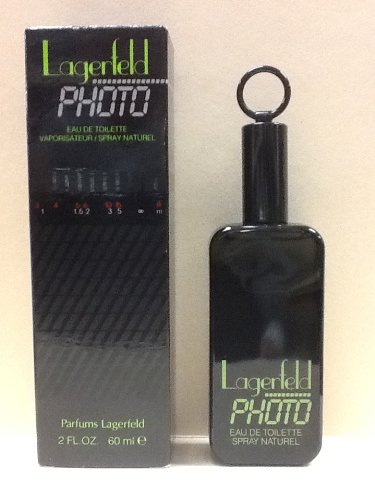 Lagerfeld
PHOTO
EAU DE TOILETTE
VAPORISATEUR / SPRAY NATUREL
1 1.5 2 3 5 ∞ m
Parfums Lagerfeld
2 FL.OZ. 60 ml e
Lagerfeld
PHOTO
EAU DE TOILETTE
SPRAY NATUREL